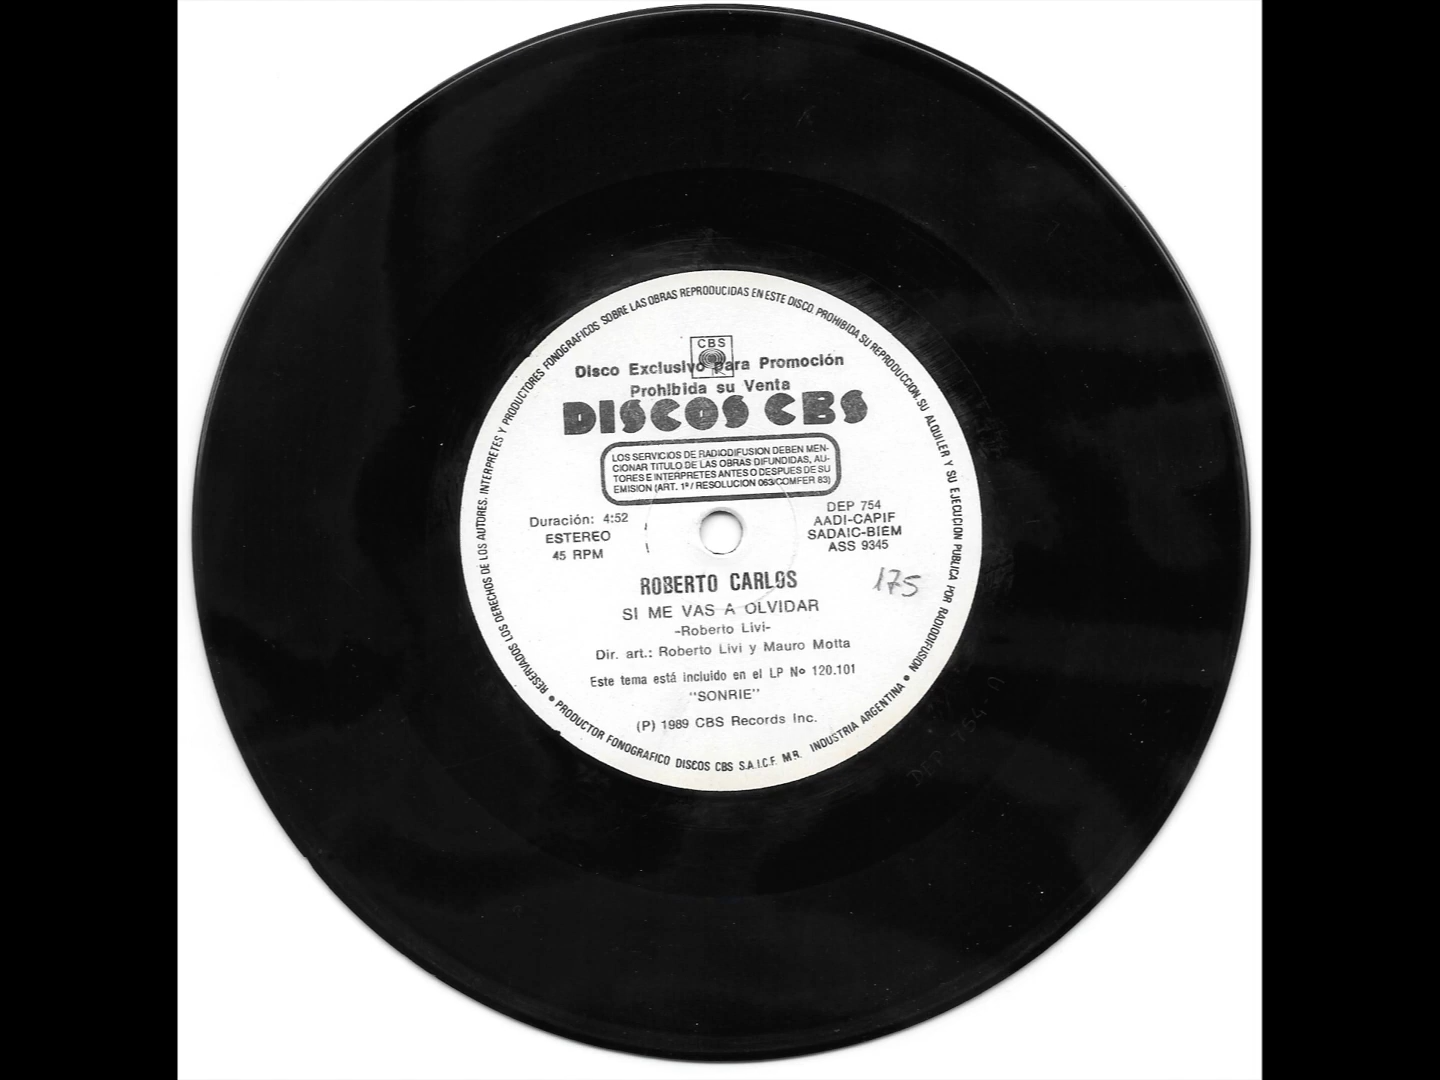 RESERVADOS LOS DERECHOS DE LOS AUTORES, INTERPRETES Y PRODUCTORES FONOGRAFICOS SOBRE LAS OBRAS REPRODUCIDAS EN ESTE DISCO. PROHIBIDA SU REPRODUCCION, SU ALQUILER Y SU EJECUCION PUBLICA POR RADIODIFUSION •
CBS
Disco Exclusivo para Promoción
Prohibida su Venta
DISCOS CBS
LOS SERVICIOS DE RADIODIFUSION DEBEN MEN-
CIONAR TITULO DE LAS OBRAS DIFUNDIDAS, AU-
TORES E INTERPRETES ANTES O DESPUES DE SU
EMISION (ART. 1º / RESOLUCION 063/COMFER 83)
Duración: 4:52
ESTEREO
45 RPM
DEP 754
AADI-CAPIF
SADAIC-BIEM
ASS 9345
175
ROBERTO CARLOS
SI ME VAS A OLVIDAR
-Roberto Livi-
Dir. art.: Roberto Livi y Mauro Motta
Este tema está incluido en el LP Nº 120.101
"SONRIE"
(P) 1989 CBS Records Inc.
• PRODUCTOR FONOGRAFICO DISCOS CBS S.A.I.C.F. M.R. INDUSTRIA ARGENTINA
DEP 754 A